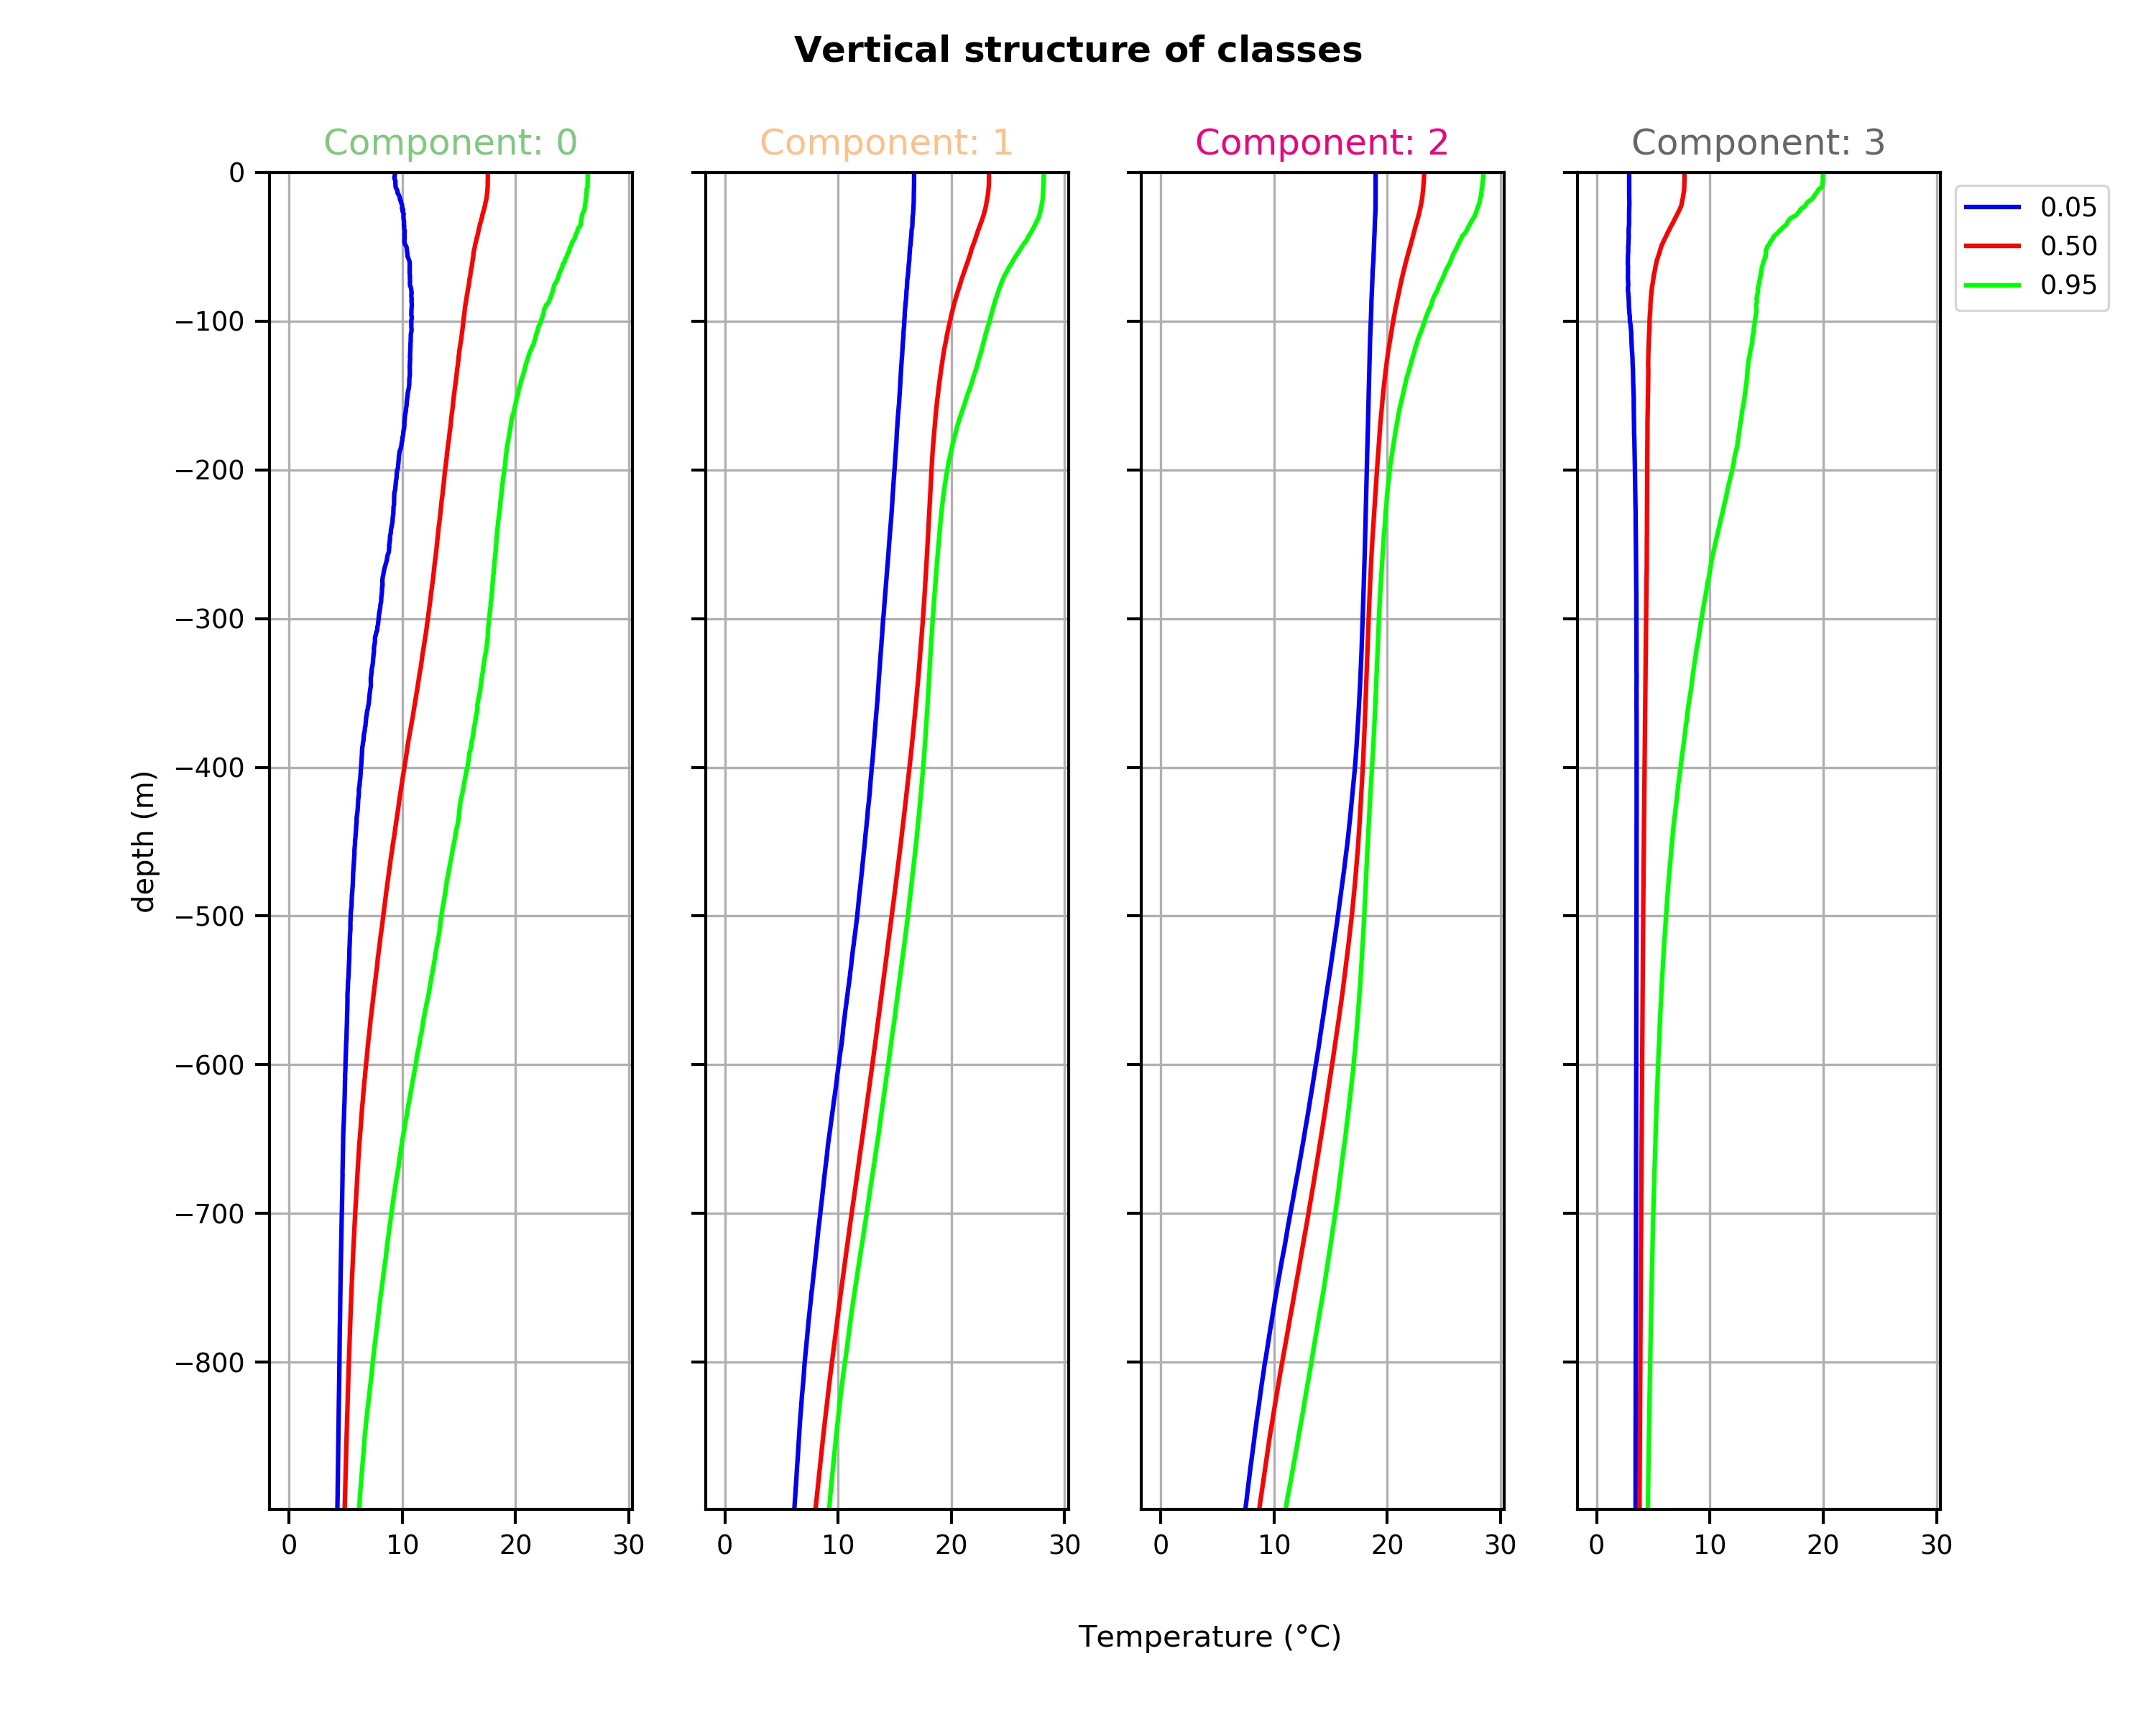 Vertical structure of classes
Component: 0
Component: 1
Component: 2
Component: 3
0
−100
−200
−300
−400
−500
−600
−700
−800
depth (m)
0.05
0.50
0.95
0 10 20 30
0 10 20 30
0 10 20 30
0 10 20 30
Temperature (°C)